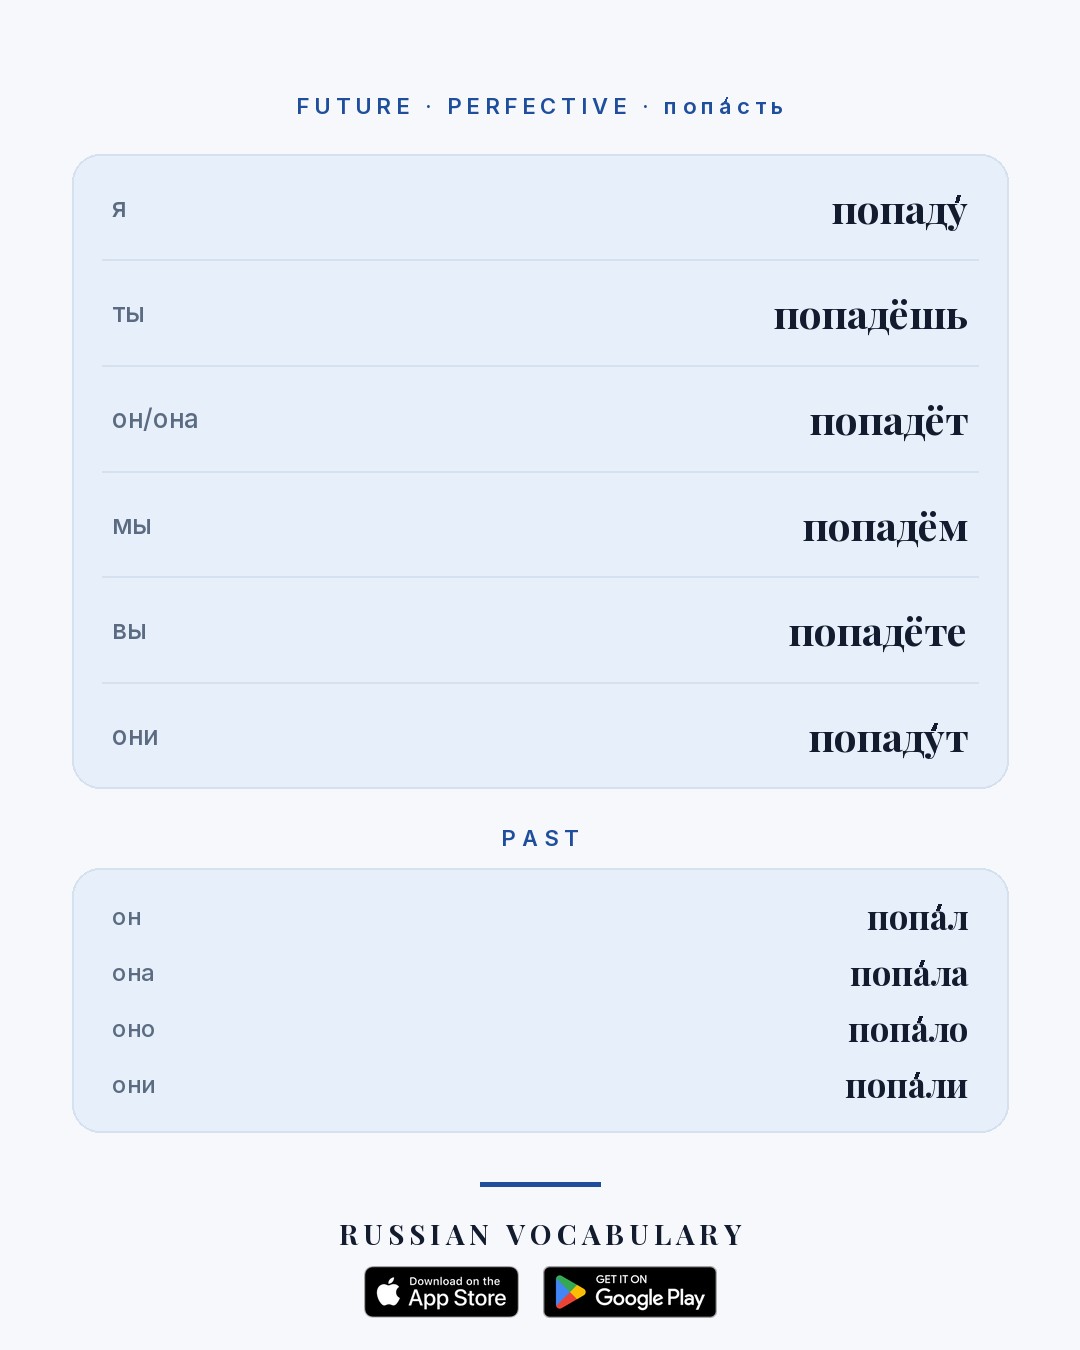 FUTURE · PERFECTIVE · попа́сть
я попаду́
ты попадёшь
он/она попадёт
мы попадём
вы попадёте
они попаду́т
PAST
он попа́л
она попа́ла
оно попа́ло
они попа́ли
RUSSIAN VOCABULARY
Download on the GET IT ON
App Store Google Play